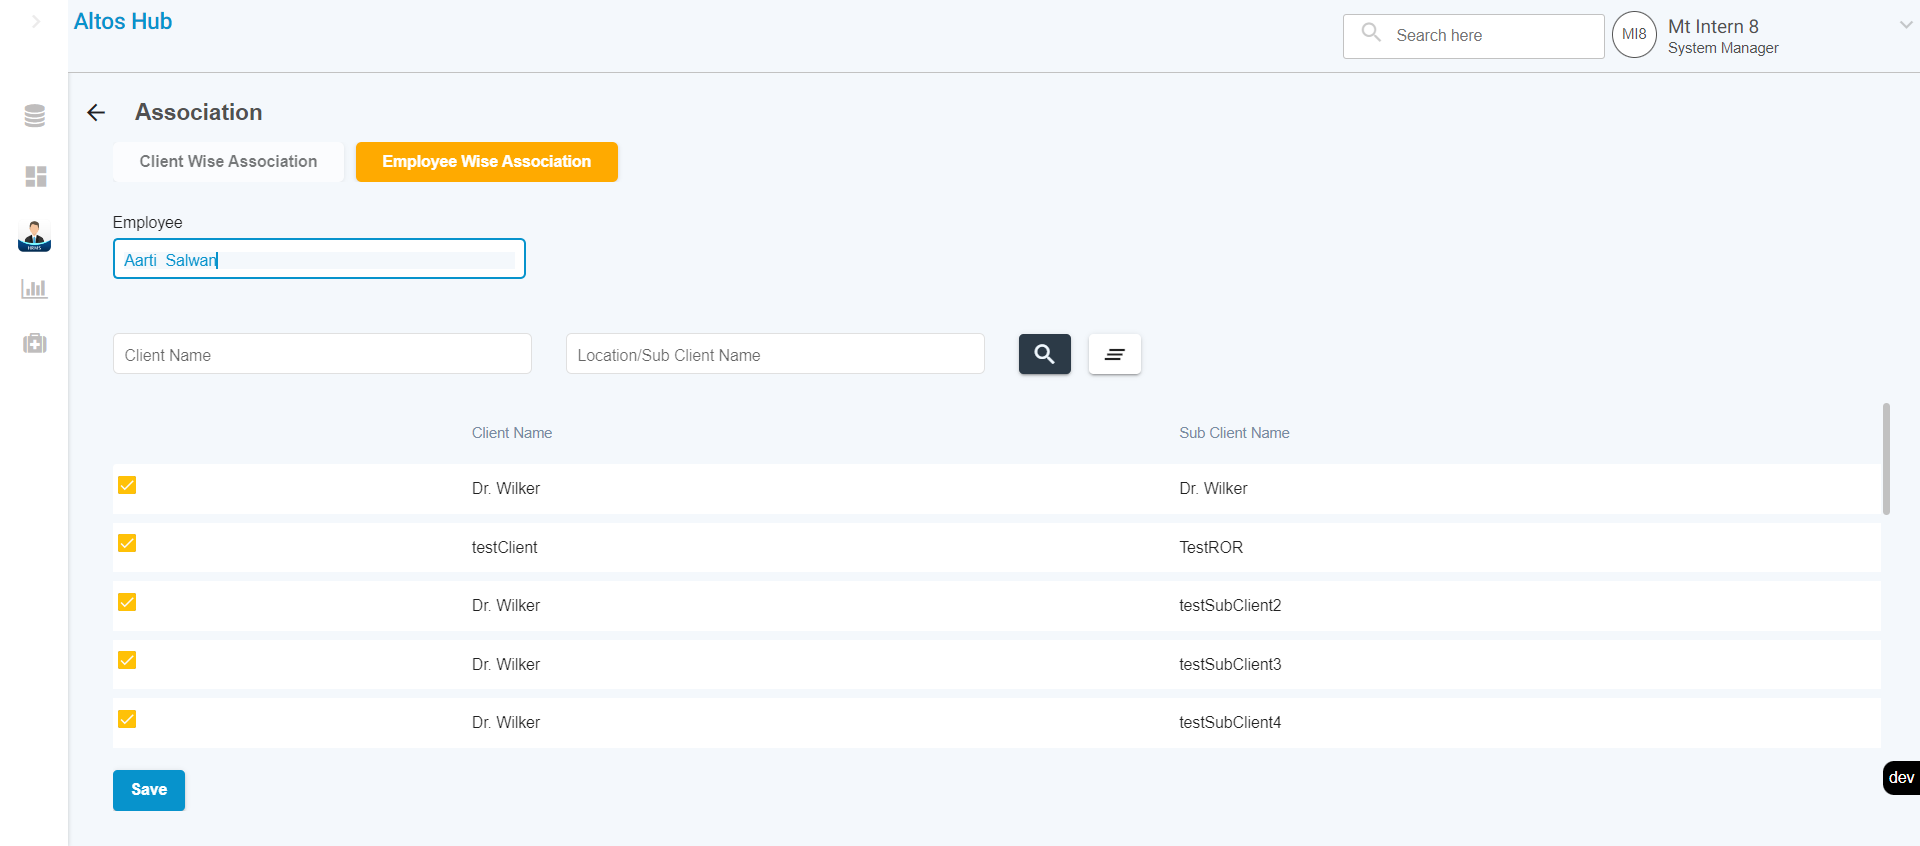 Altos Hub
Search here
MI8
Mt Intern 8
System Manager
Association
Client Wise Association
Employee Wise Association
Employee
Aarti  Salwan
Client Name
Location/Sub Client Name
Client Name
Sub Client Name
Dr. Wilker
Dr. Wilker
testClient
TestROR
Dr. Wilker
testSubClient2
Dr. Wilker
testSubClient3
Dr. Wilker
testSubClient4
Save
dev
HRMS